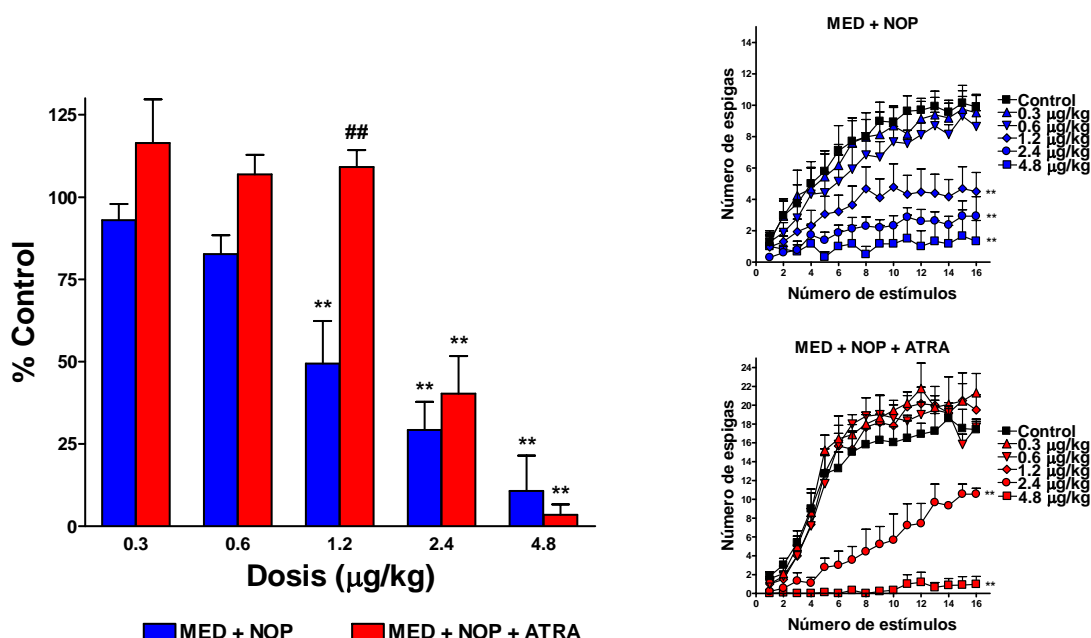 % Control
125
100
75
50
25
0
##
**
**
**
**
**
0.3 0.6 1.2 2.4 4.8
Dosis (μg/kg)
MED + NOP MED + NOP + ATRA
MED + NOP
Número de espigas
14
12
10
8
6
4
2
0
0 2 4 6 8 10 12 14 16
Número de estímulos
Control
0.3 μg/kg
0.6 μg/kg
1.2 μg/kg
2.4 μg/kg
4.8 μg/kg
**
**
**
MED + NOP + ATRA
Número de espigas
22
20
18
16
14
12
10
8
6
4
2
0
0 2 4 6 8 10 12 14 16
Número de estímulos
Control
0.3 μg/kg
0.6 μg/kg
1.2 μg/kg
2.4 μg/kg
4.8 μg/kg
**
**